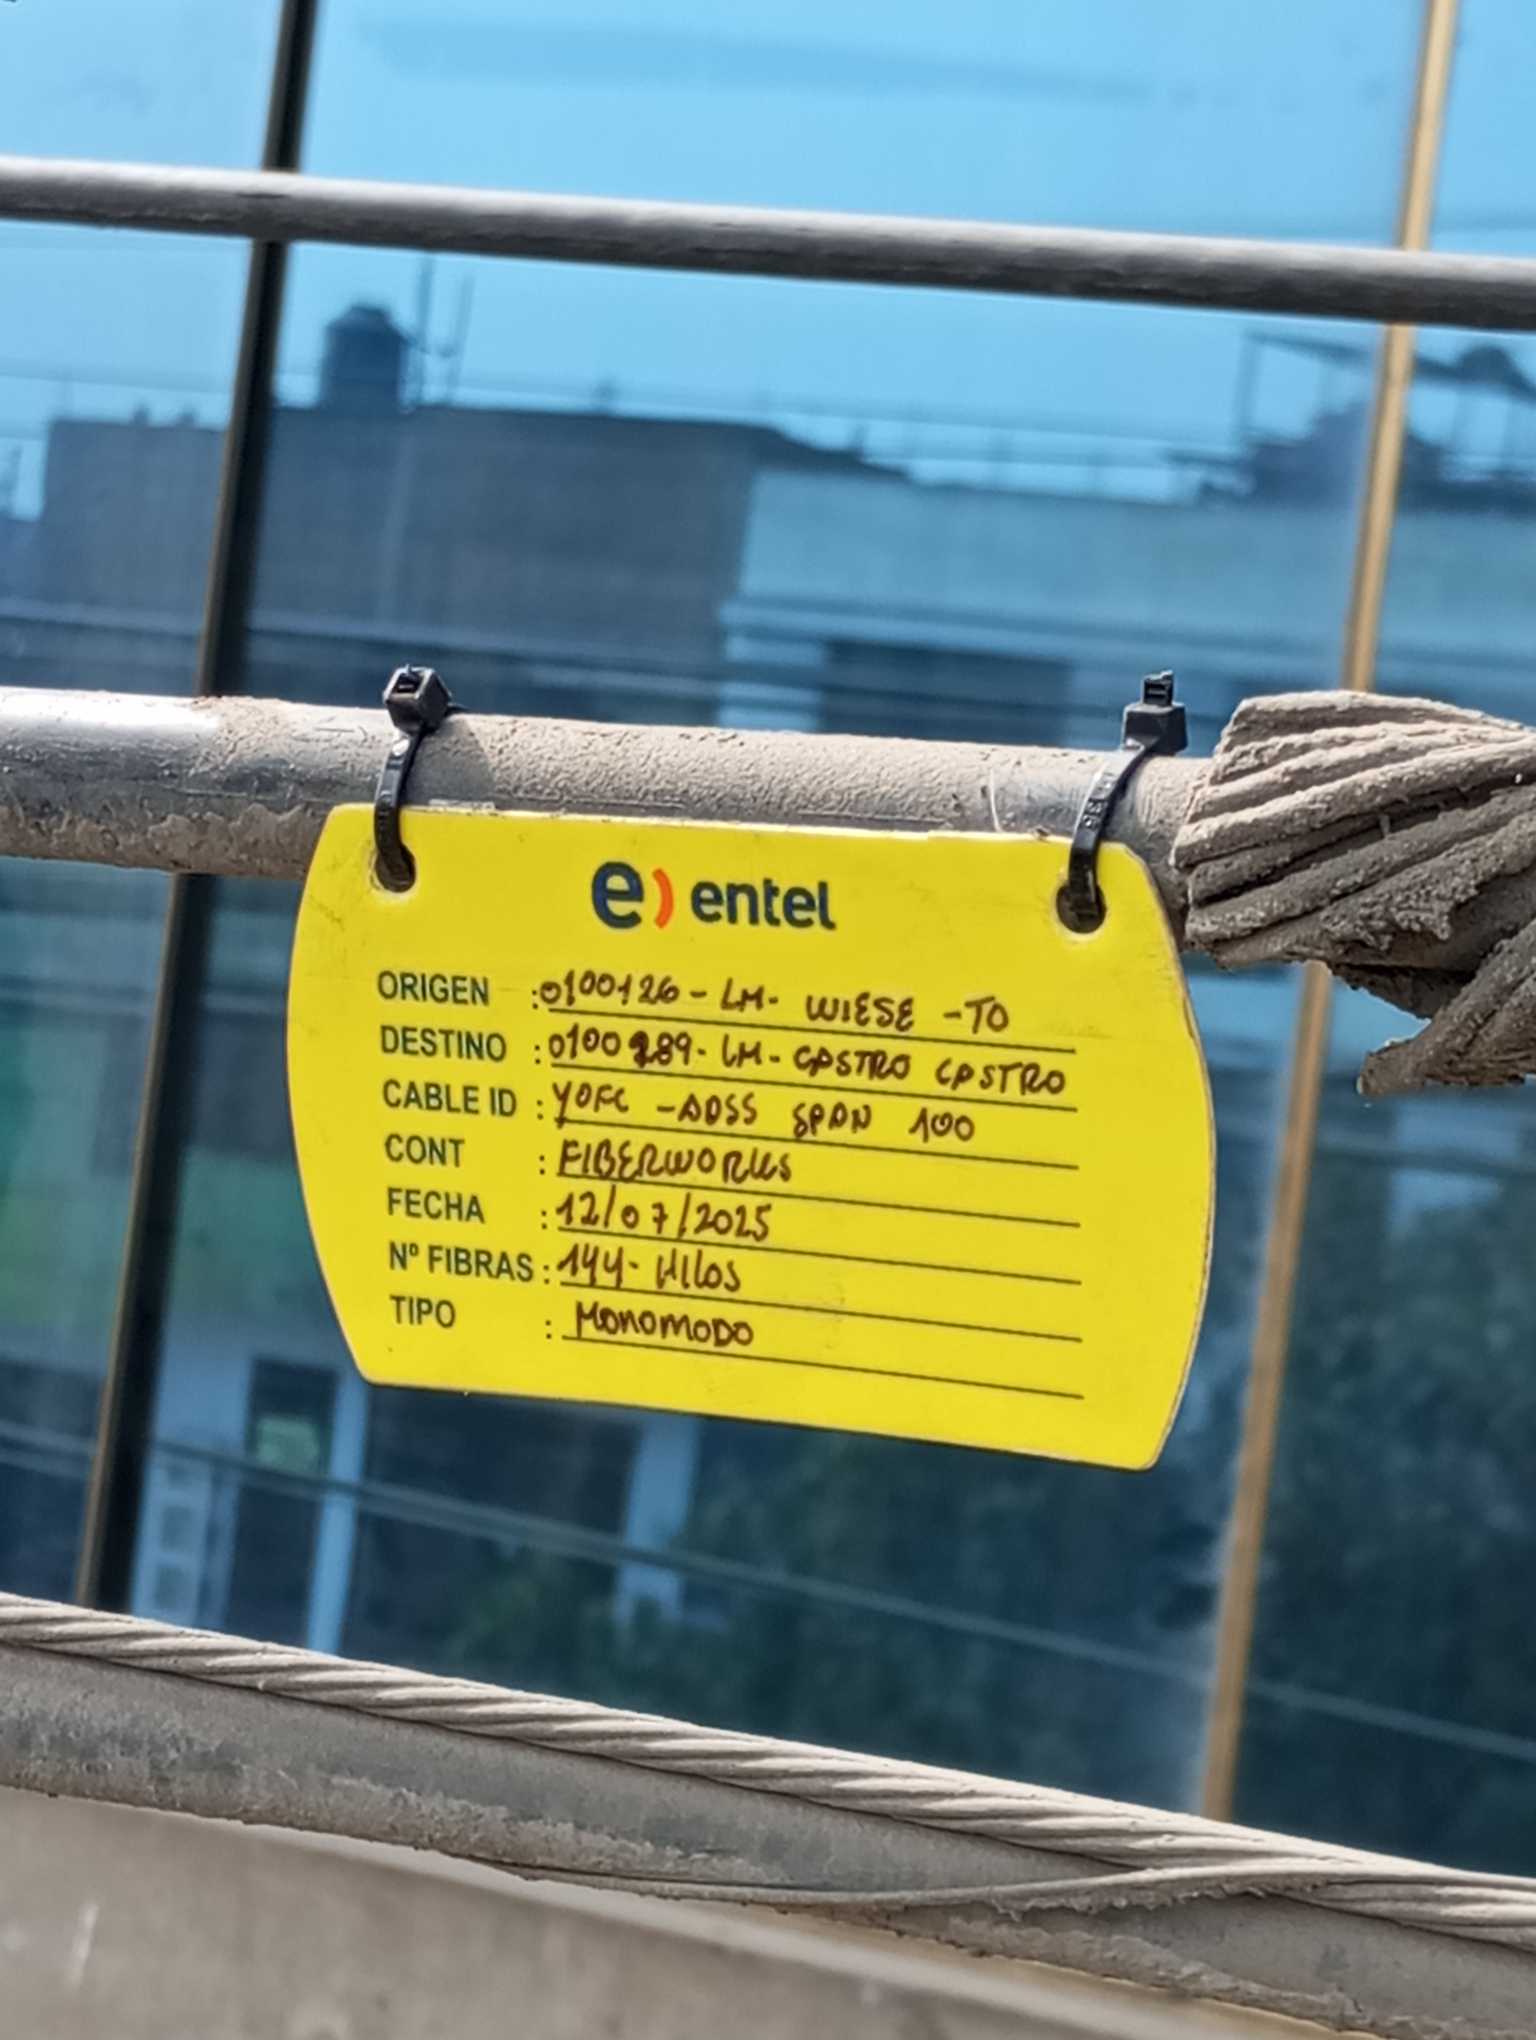 e) entel
ORIGEN : 0100126 - LM - WIESE - TO
DESTINO : 0100289 - LM - CASTRO CASTRO
CABLE ID : YOFC - ADSS SPAN 100
CONT : FIBERWORKS
FECHA : 12/07/2025
Nº FIBRAS : 144 - HILOS
TIPO : MONOMODO